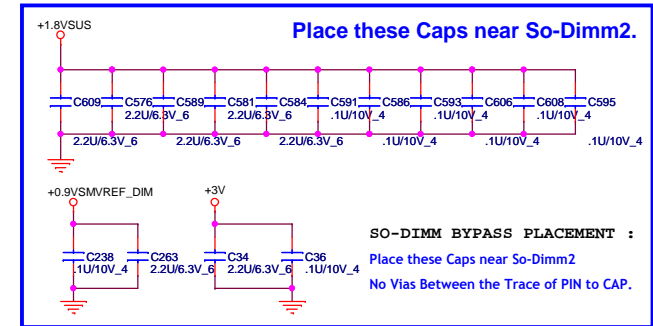 +1.8VSUS
Place these Caps near So-Dimm2.
C609 C576 C589 C581 C584 C591 C586 C593 C606 C608 C595
2.2U/6.3V_6 2.2U/6.3V_6 .1U/10V_4 .1U/10V_4 .1U/10V_4
2.2U/6.3V_6 2.2U/6.3V_6 2.2U/6.3V_6 .1U/10V_4 .1U/10V_4 .1U/10V_4
+0.9VSMVREF_DIM +3V
SO-DIMM BYPASS PLACEMENT :
C238 C263 C34 C36
.1U/10V_4 2.2U/6.3V_6 2.2U/6.3V_6 .1U/10V_4
Place these Caps near So-Dimm2
No Vias Between the Trace of PIN to CAP.